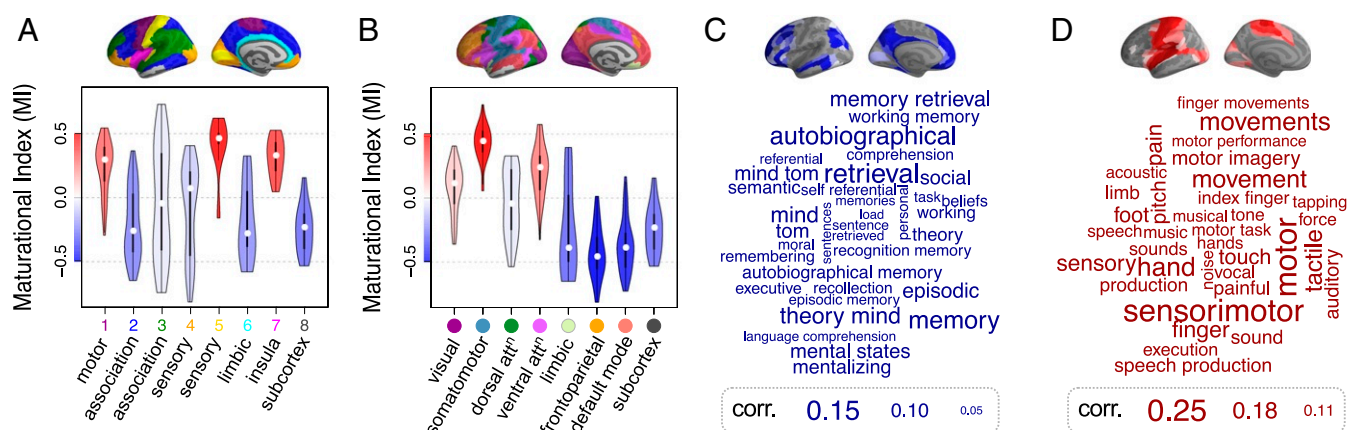 A
B
C
D
Maturational Index (MI)
0.5
0.0
−0.5
1 2 3 4 5 6 7 8
motor
association
association
sensory
sensory
limbic
insula
subcortex
Maturational Index (MI)
0.5
0.0
−0.5
visual
somatomotor
dorsal attⁿ
ventral attⁿ
limbic
frontoparietal
default mode
subcortex
memory retrieval
working memory
autobiographical
referential comprehension
mind tom retrieval social
semantic self referential task beliefs
memories personal working
mind load
sentences sentence
tom retrieved theory
moral recognition memory
remembering
autobiographical memory
executive recollection episodic
episodic memory
theory mind memory
language comprehension
mental states
mentalizing
corr. 0.15 0.10 0.05
finger movements
movements
pain motor performance
motor imagery
acoustic movement
limb pitch index finger tapping
foot musical tone force
speech music motor task
sounds hands motor tactile
sensory hand noise touch auditory
vocal
production painful
sensorimotor
finger sound
execution
speech production
corr. 0.25 0.18 0.11